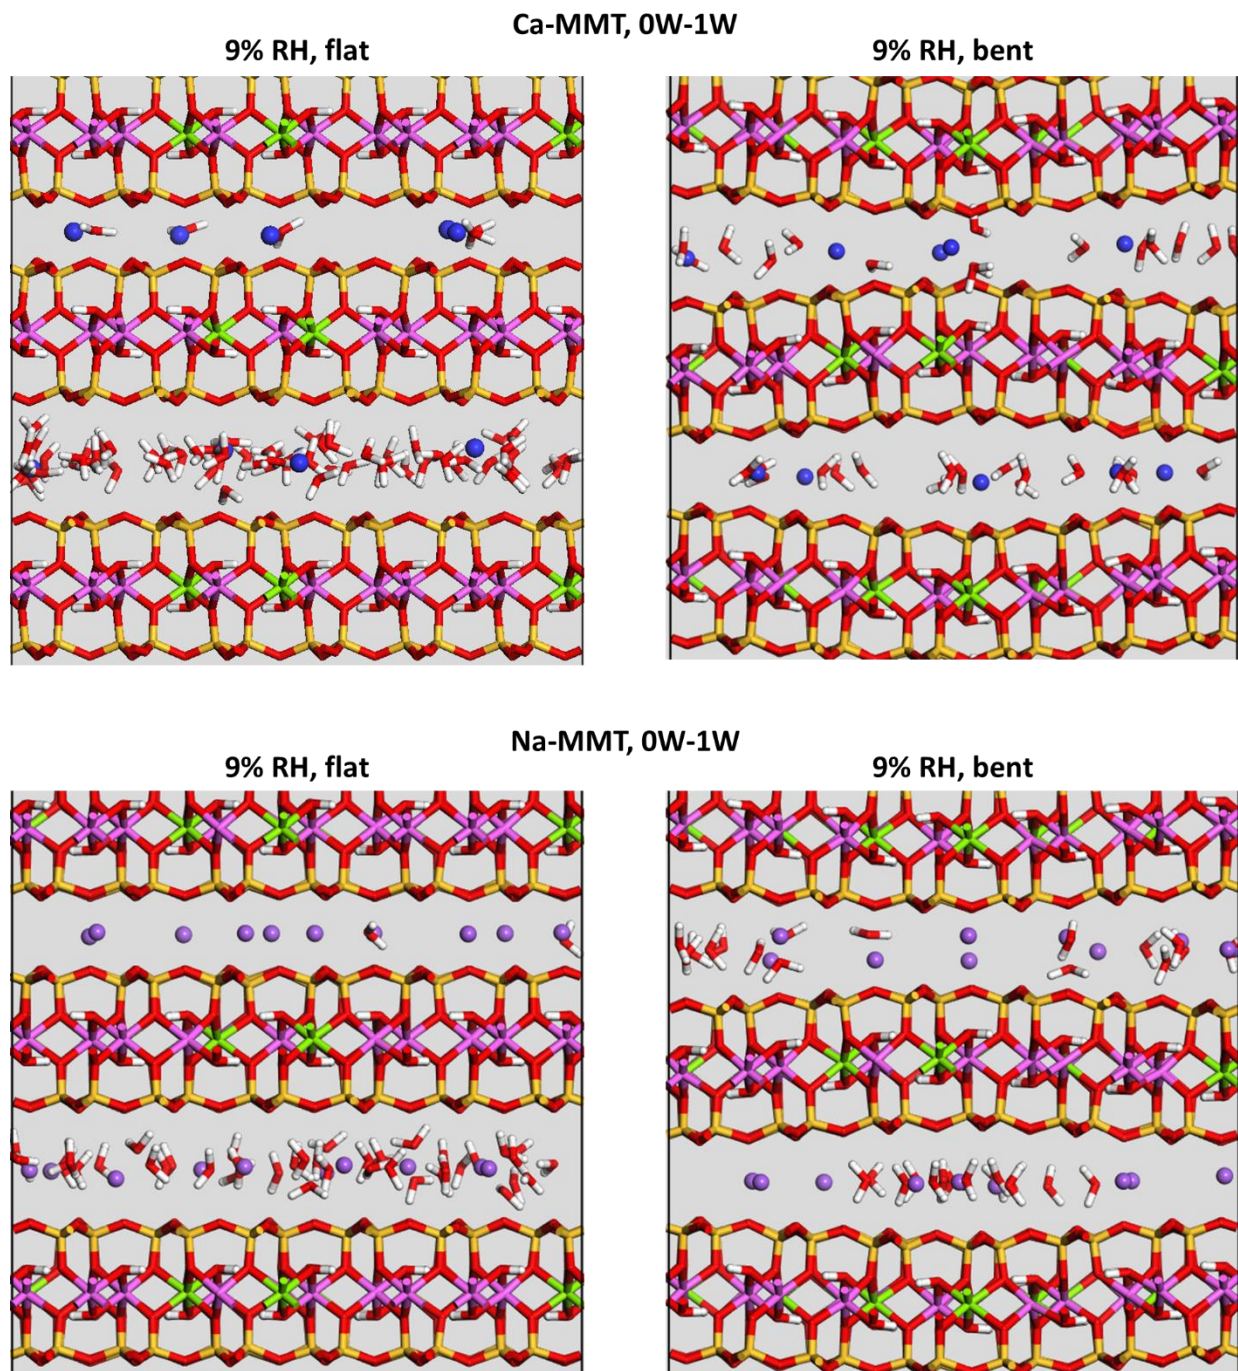 Ca-MMT, 0W-1W
9% RH, flat
9% RH, bent
Na-MMT, 0W-1W
9% RH, flat
9% RH, bent